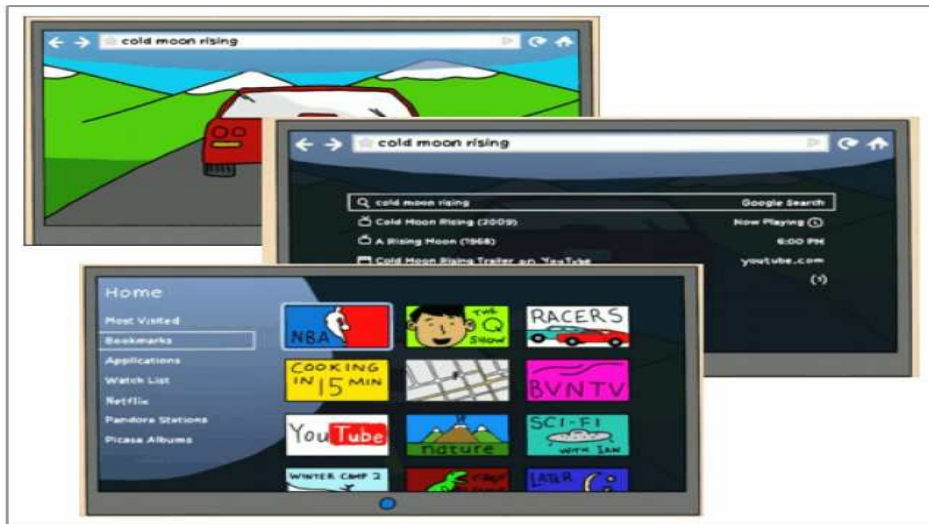 cold moon rising
cold moon rising
cold moon rising Google Search
Cold Moon Rising (2009) Now Playing
A Rising Moon (1968) 6:00 PM
Cold Moon Rising Trailer on YouTube youtube.com
(1)
Home
Most Visited
Bookmarks
Applications
Watch List
Netflix
Pandora Stations
Picasa Albums
NBA
THE Q SHOW
RACERS
COOKING
IN 15 MIN
BVNTV
YouTube
nature
SCI-FI
WITH IAN
WINTER CAMP 2
LATER